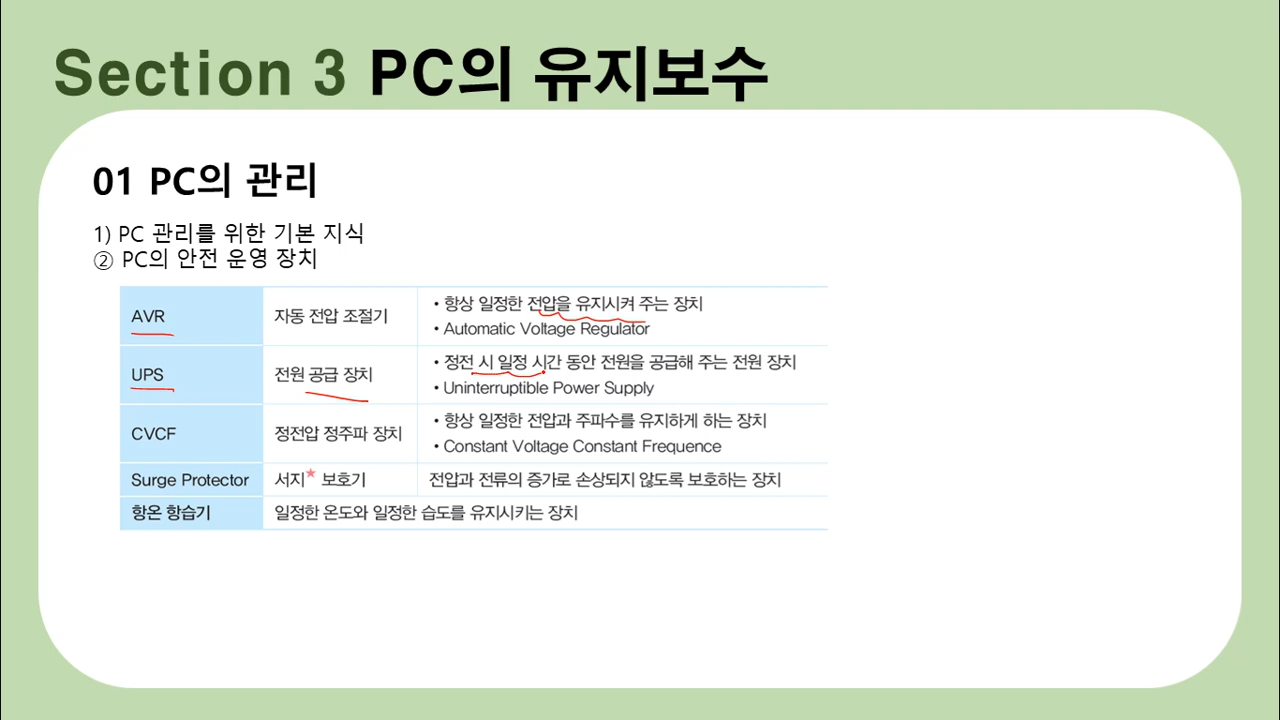 Section 3 PC의 유지보수
01 PC의 관리
1) PC 관리를 위한 기본 지식
② PC의 안전 운영 장치
AVR
자동 전압 조절기
• 항상 일정한 전압을 유지시켜 주는 장치
• Automatic Voltage Regulator
UPS
전원 공급 장치
• 정전 시 일정 시간 동안 전원을 공급해 주는 전원 장치
• Uninterruptible Power Supply
CVCF
정전압 정주파 장치
• 항상 일정한 전압과 주파수를 유지하게 하는 장치
• Constant Voltage Constant Frequence
Surge Protector
서지★ 보호기
전압과 전류의 증가로 손상되지 않도록 보호하는 장치
항온 항습기
일정한 온도와 일정한 습도를 유지시키는 장치